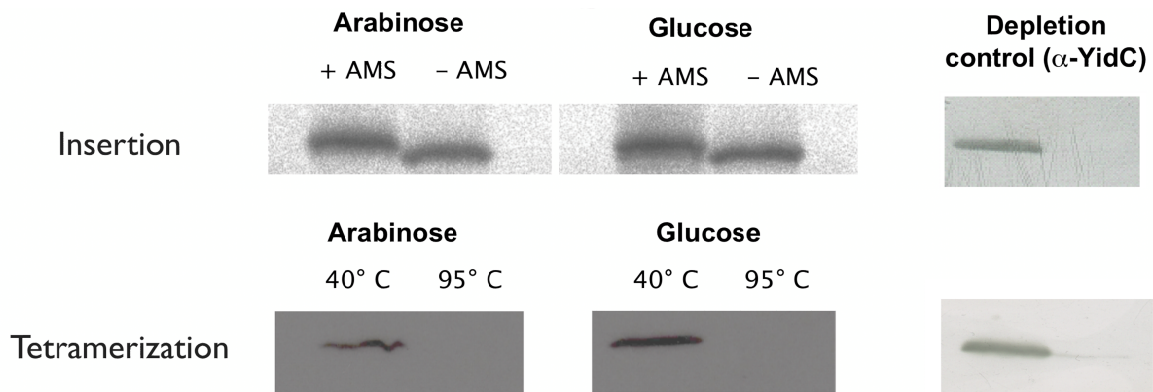 Arabinose
Glucose
Depletion
control (α-YidC)
+ AMS
– AMS
+ AMS
– AMS
Insertion
Arabinose
Glucose
40° C
95° C
40° C
95° C
Tetramerization